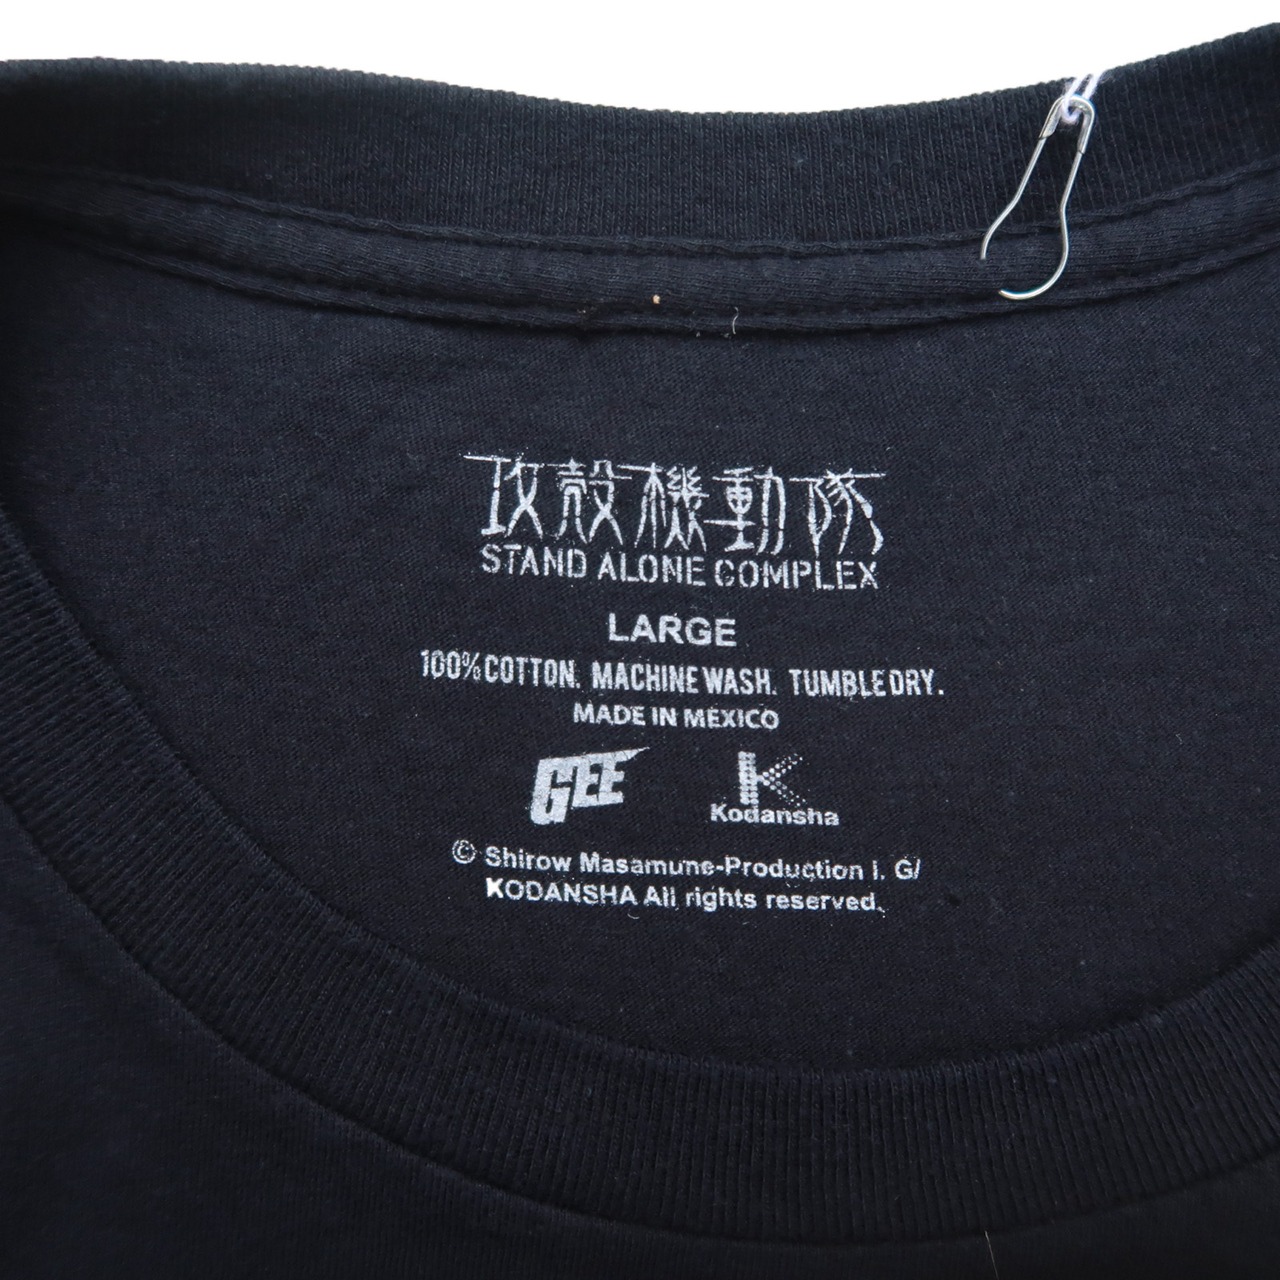 攻殻機動隊
STAND ALONE COMPLEX
LARGE
100% COTTON. MACHINE WASH. TUMBLE DRY.
MADE IN MEXICO
GEE
K
Kodansha
© Shirow Masamune-Production I. G/
KODANSHA All rights reserved.